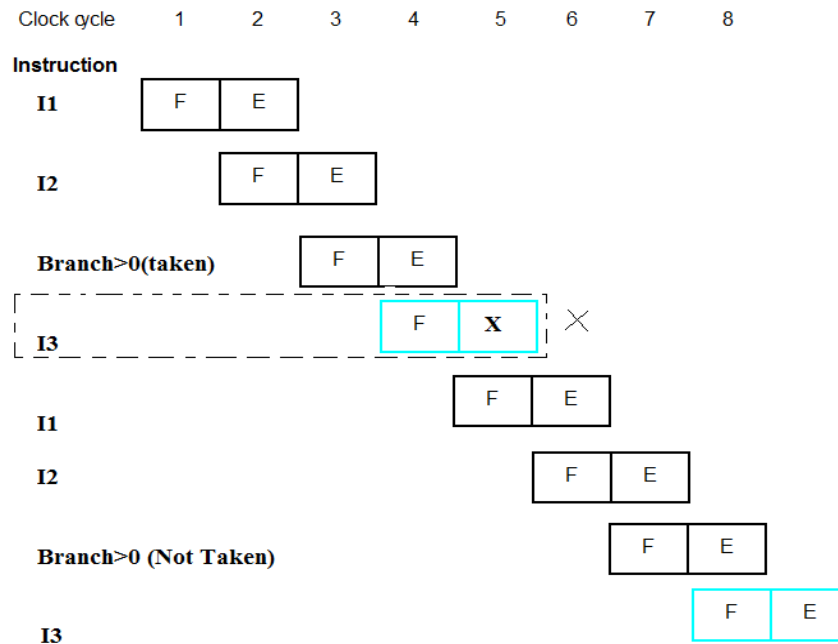 Clock cycle 1 2 3 4 5 6 7 8
Instruction
I1 F E
I2 F E
Branch>0(taken) F E
I3 F X
I1 F E
I2 F E
Branch>0 (Not Taken) F E
I3 F E